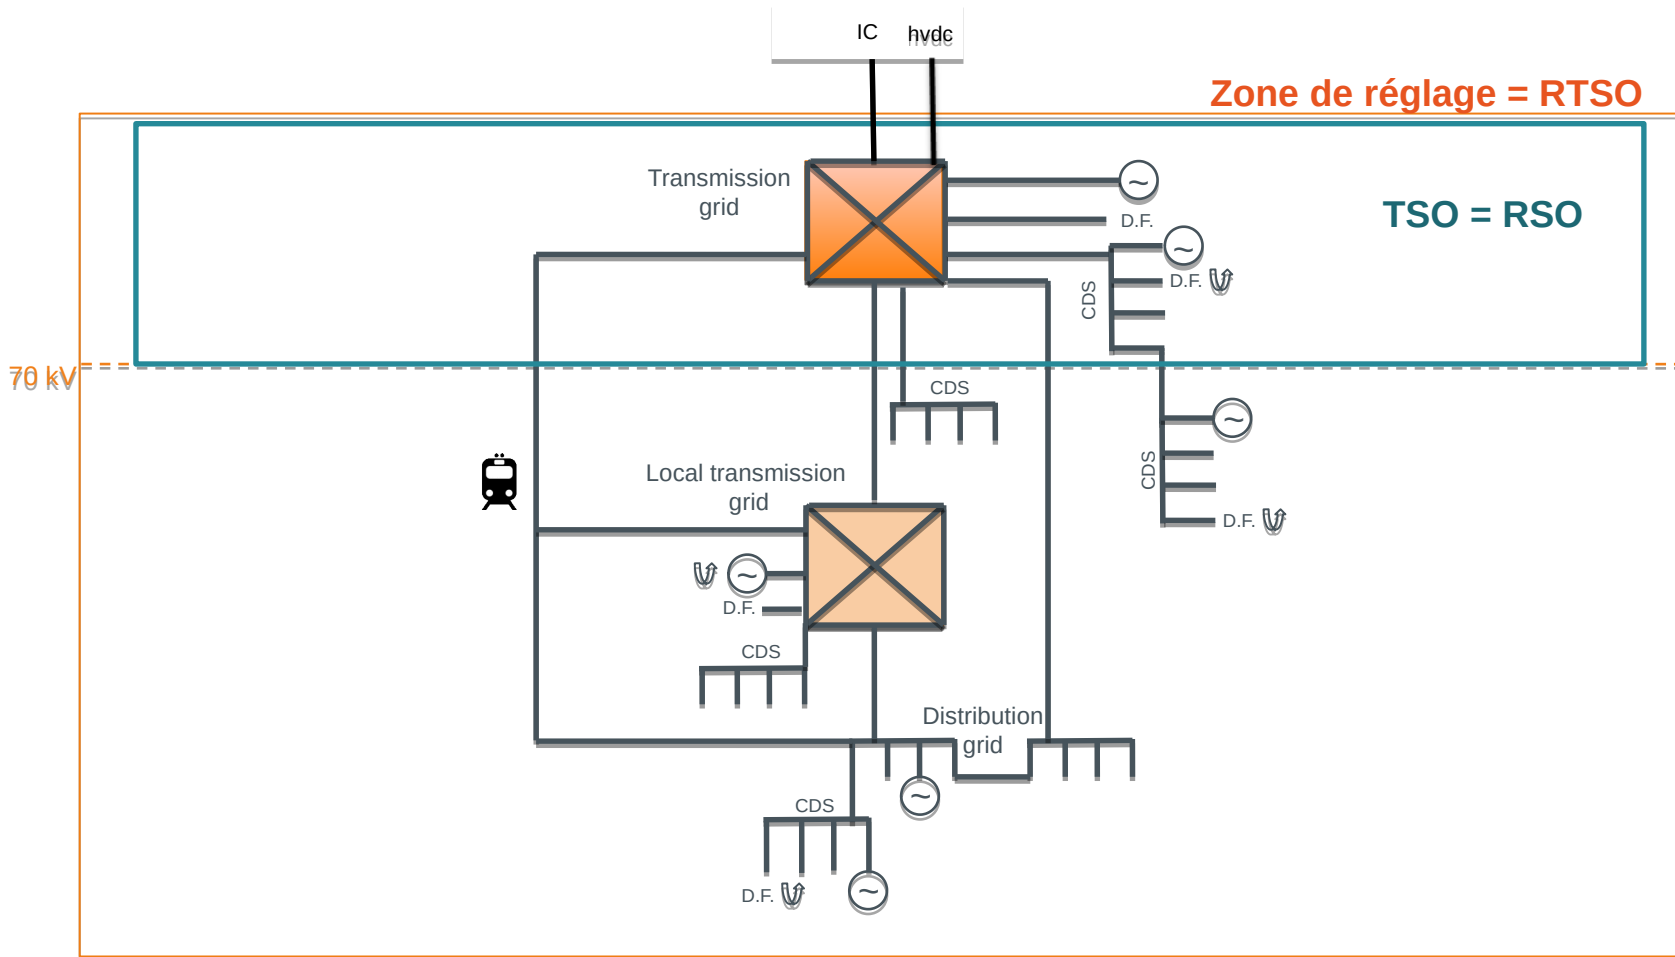 IC
hvdc
Zone de réglage = RTSO
Transmission
grid
~
D.F.
TSO = RSO
~
D.F.
CDS
70 kV
CDS
~
CDS
D.F.
Local transmission
grid
~
D.F.
CDS
Distribution
grid
~
CDS
D.F.
~